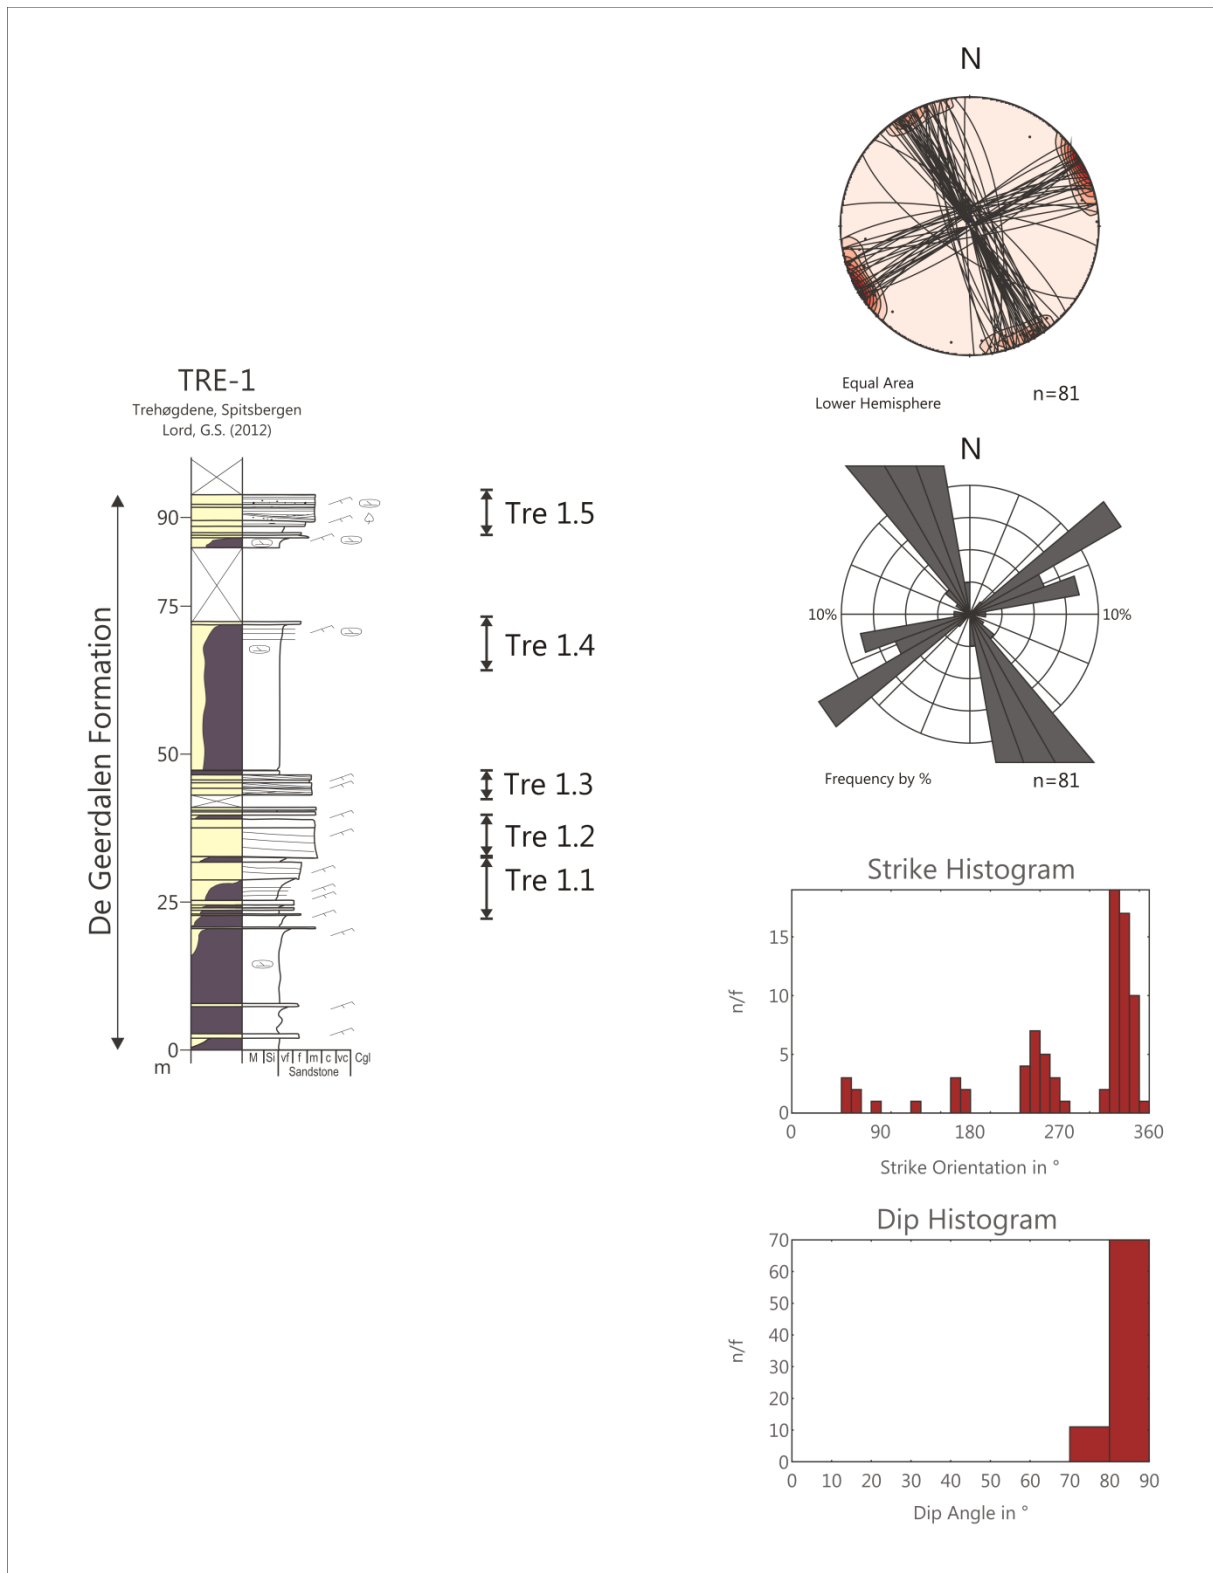 TRE-1
Trehøgdene, Spitsbergen
Lord, G.S. (2012)
De Geerdalen Formation
90
75
50
25
0
m
M Si vf f m c vc Cgl
Sandstone
Tre 1.5
Tre 1.4
Tre 1.3
Tre 1.2
Tre 1.1
N
Equal Area
Lower Hemisphere
n=81
N
10%
10%
Frequency by %
n=81
Strike Histogram
n/f
15
10
5
0
0 90 180 270 360
Strike Orientation in °
Dip Histogram
n/f
70
60
50
40
30
20
10
0
0 10 20 30 40 50 60 70 80 90
Dip Angle in °